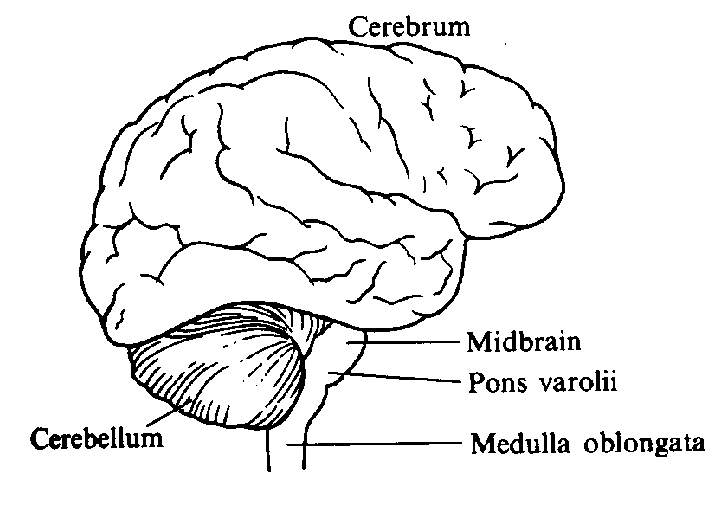 Cerebrum
Midbrain
Pons varolii
Cerebellum
Medulla oblongata